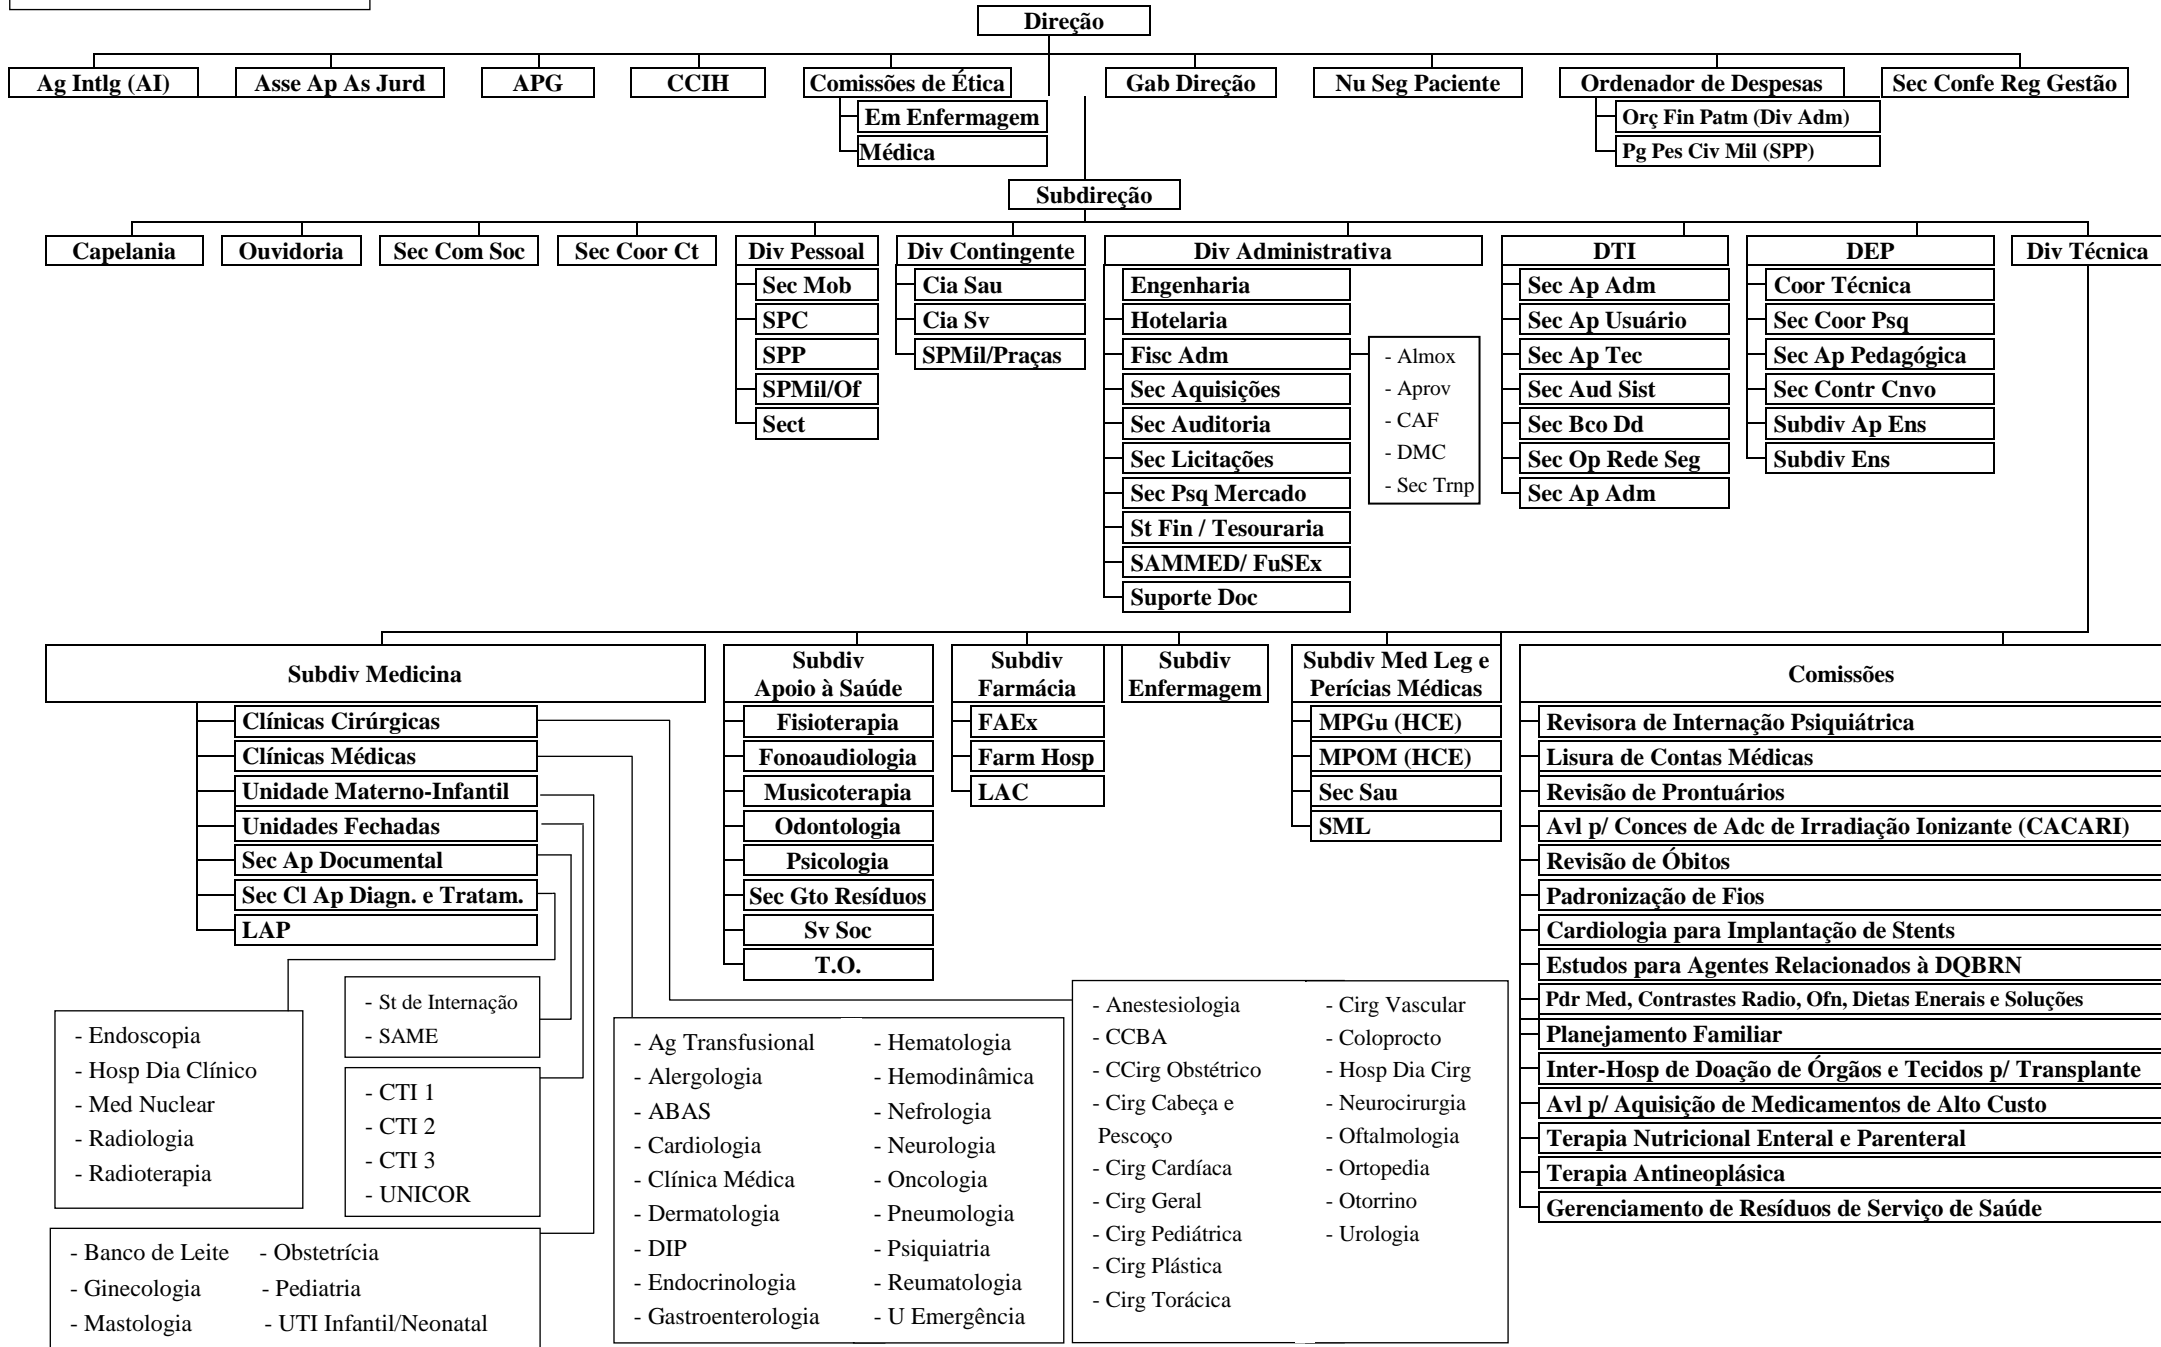 Direção
Ag Intlg (AI)
Asse Ap As Jurd
APG
CCIH
Comissões de Ética
Gab Direção
Nu Seg Paciente
Ordenador de Despesas
Sec Confe Reg Gestão
Em Enfermagem
Médica
Orç Fin Patm (Div Adm)
Pg Pes Civ Mil (SPP)
Subdireção
Capelania
Ouvidoria
Sec Com Soc
Sec Coor Ct
Div Pessoal
Sec Mob
SPC
SPP
SPMil/Of
Sect
Div Contingente
Cia Sau
Cia Sv
SPMil/Praças
Div Administrativa
Engenharia
Hotelaria
Fisc Adm
Sec Aquisições
Sec Auditoria
Sec Licitações
Sec Psq Mercado
St Fin / Tesouraria
SAMMED/ FuSEx
Suporte Doc
- Almox
- Aprov
- CAF
- DMC
- Sec Trnp
DTI
Sec Ap Adm
Sec Ap Usuário
Sec Ap Tec
Sec Aud Sist
Sec Bco Dd
Sec Op Rede Seg
Sec Ap Adm
DEP
Coor Técnica
Sec Coor Psq
Sec Ap Pedagógica
Sec Contr Cnvo
Subdiv Ap Ens
Subdiv Ens
Div Técnica
Subdiv Medicina
Clínicas Cirúrgicas
Clínicas Médicas
Unidade Materno-Infantil
Unidades Fechadas
Sec Ap Documental
Sec Cl Ap Diagn. e Tratam.
LAP
Subdiv
Apoio à Saúde
Fisioterapia
Fonoaudiologia
Musicoterapia
Odontologia
Psicologia
Sec Gto Resíduos
Sv Soc
T.O.
Subdiv
Farmácia
FAEx
Farm Hosp
LAC
Subdiv
Enfermagem
Subdiv Med Leg e
Perícias Médicas
MPGu (HCE)
MPOM (HCE)
Sec Sau
SML
Comissões
Revisora de Internação Psiquiátrica
Lisura de Contas Médicas
Revisão de Prontuários
Avl p/ Conces de Adc de Irradiação Ionizante (CACARI)
Revisão de Óbitos
Padronização de Fios
Cardiologia para Implantação de Stents
Estudos para Agentes Relacionados à DQBRN
Pdr Med, Contrastes Radio, Ofn, Dietas Enerais e Soluções
Planejamento Familiar
Inter-Hosp de Doação de Órgãos e Tecidos p/ Transplante
Avl p/ Aquisição de Medicamentos de Alto Custo
Terapia Nutricional Enteral e Parenteral
Terapia Antineoplásica
Gerenciamento de Resíduos de Serviço de Saúde
- Endoscopia
- Hosp Dia Clínico
- Med Nuclear
- Radiologia
- Radioterapia
- St de Internação
- SAME
- CTI 1
- CTI 2
- CTI 3
- UNICOR
- Banco de Leite - Obstetrícia
- Ginecologia - Pediatria
- Mastologia - UTI Infantil/Neonatal
- Ag Transfusional
- Alergologia
- ABAS
- Cardiologia
- Clínica Médica
- Dermatologia
- DIP
- Endocrinologia
- Gastroenterologia
- Hematologia
- Hemodinâmica
- Nefrologia
- Neurologia
- Oncologia
- Pneumologia
- Psiquiatria
- Reumatologia
- U Emergência
- Anestesiologia
- CCBA
- CCirg Obstétrico
- Cirg Cabeça e
Pescoço
- Cirg Cardíaca
- Cirg Geral
- Cirg Pediátrica
- Cirg Plástica
- Cirg Torácica
- Cirg Vascular
- Coloprocto
- Hosp Dia Cirg
- Neurocirurgia
- Oftalmologia
- Ortopedia
- Otorrino
- Urologia